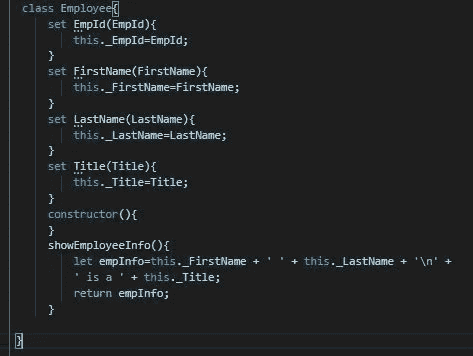 class Employee{
set EmpId(EmpId){
this._EmpId=EmpId;
}
set FirstName(FirstName){
this._FirstName=FirstName;
}
set LastName(LastName){
this._LastName=LastName;
}
set Title(Title){
this._Title=Title;
}
constructor(){
}
showEmployeeInfo(){
let empInfo=this._FirstName + ' ' + this._LastName + '\n' +
' is a ' + this._Title;
return empInfo;
}
}